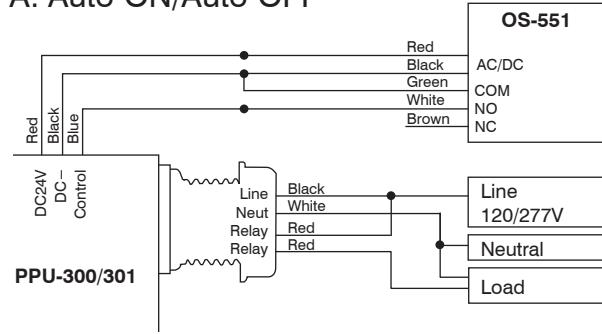 A: Auto ON/Auto OFF
OS-551
Red
Black
AC/DC
Green
COM
White
NO
Brown
NC
Red
Black
Blue
DC24V
DC−
Control
PPU-300/301
Line
Neut
Relay
Relay
Black
White
Red
Red
Line
120/277V
Neutral
Load